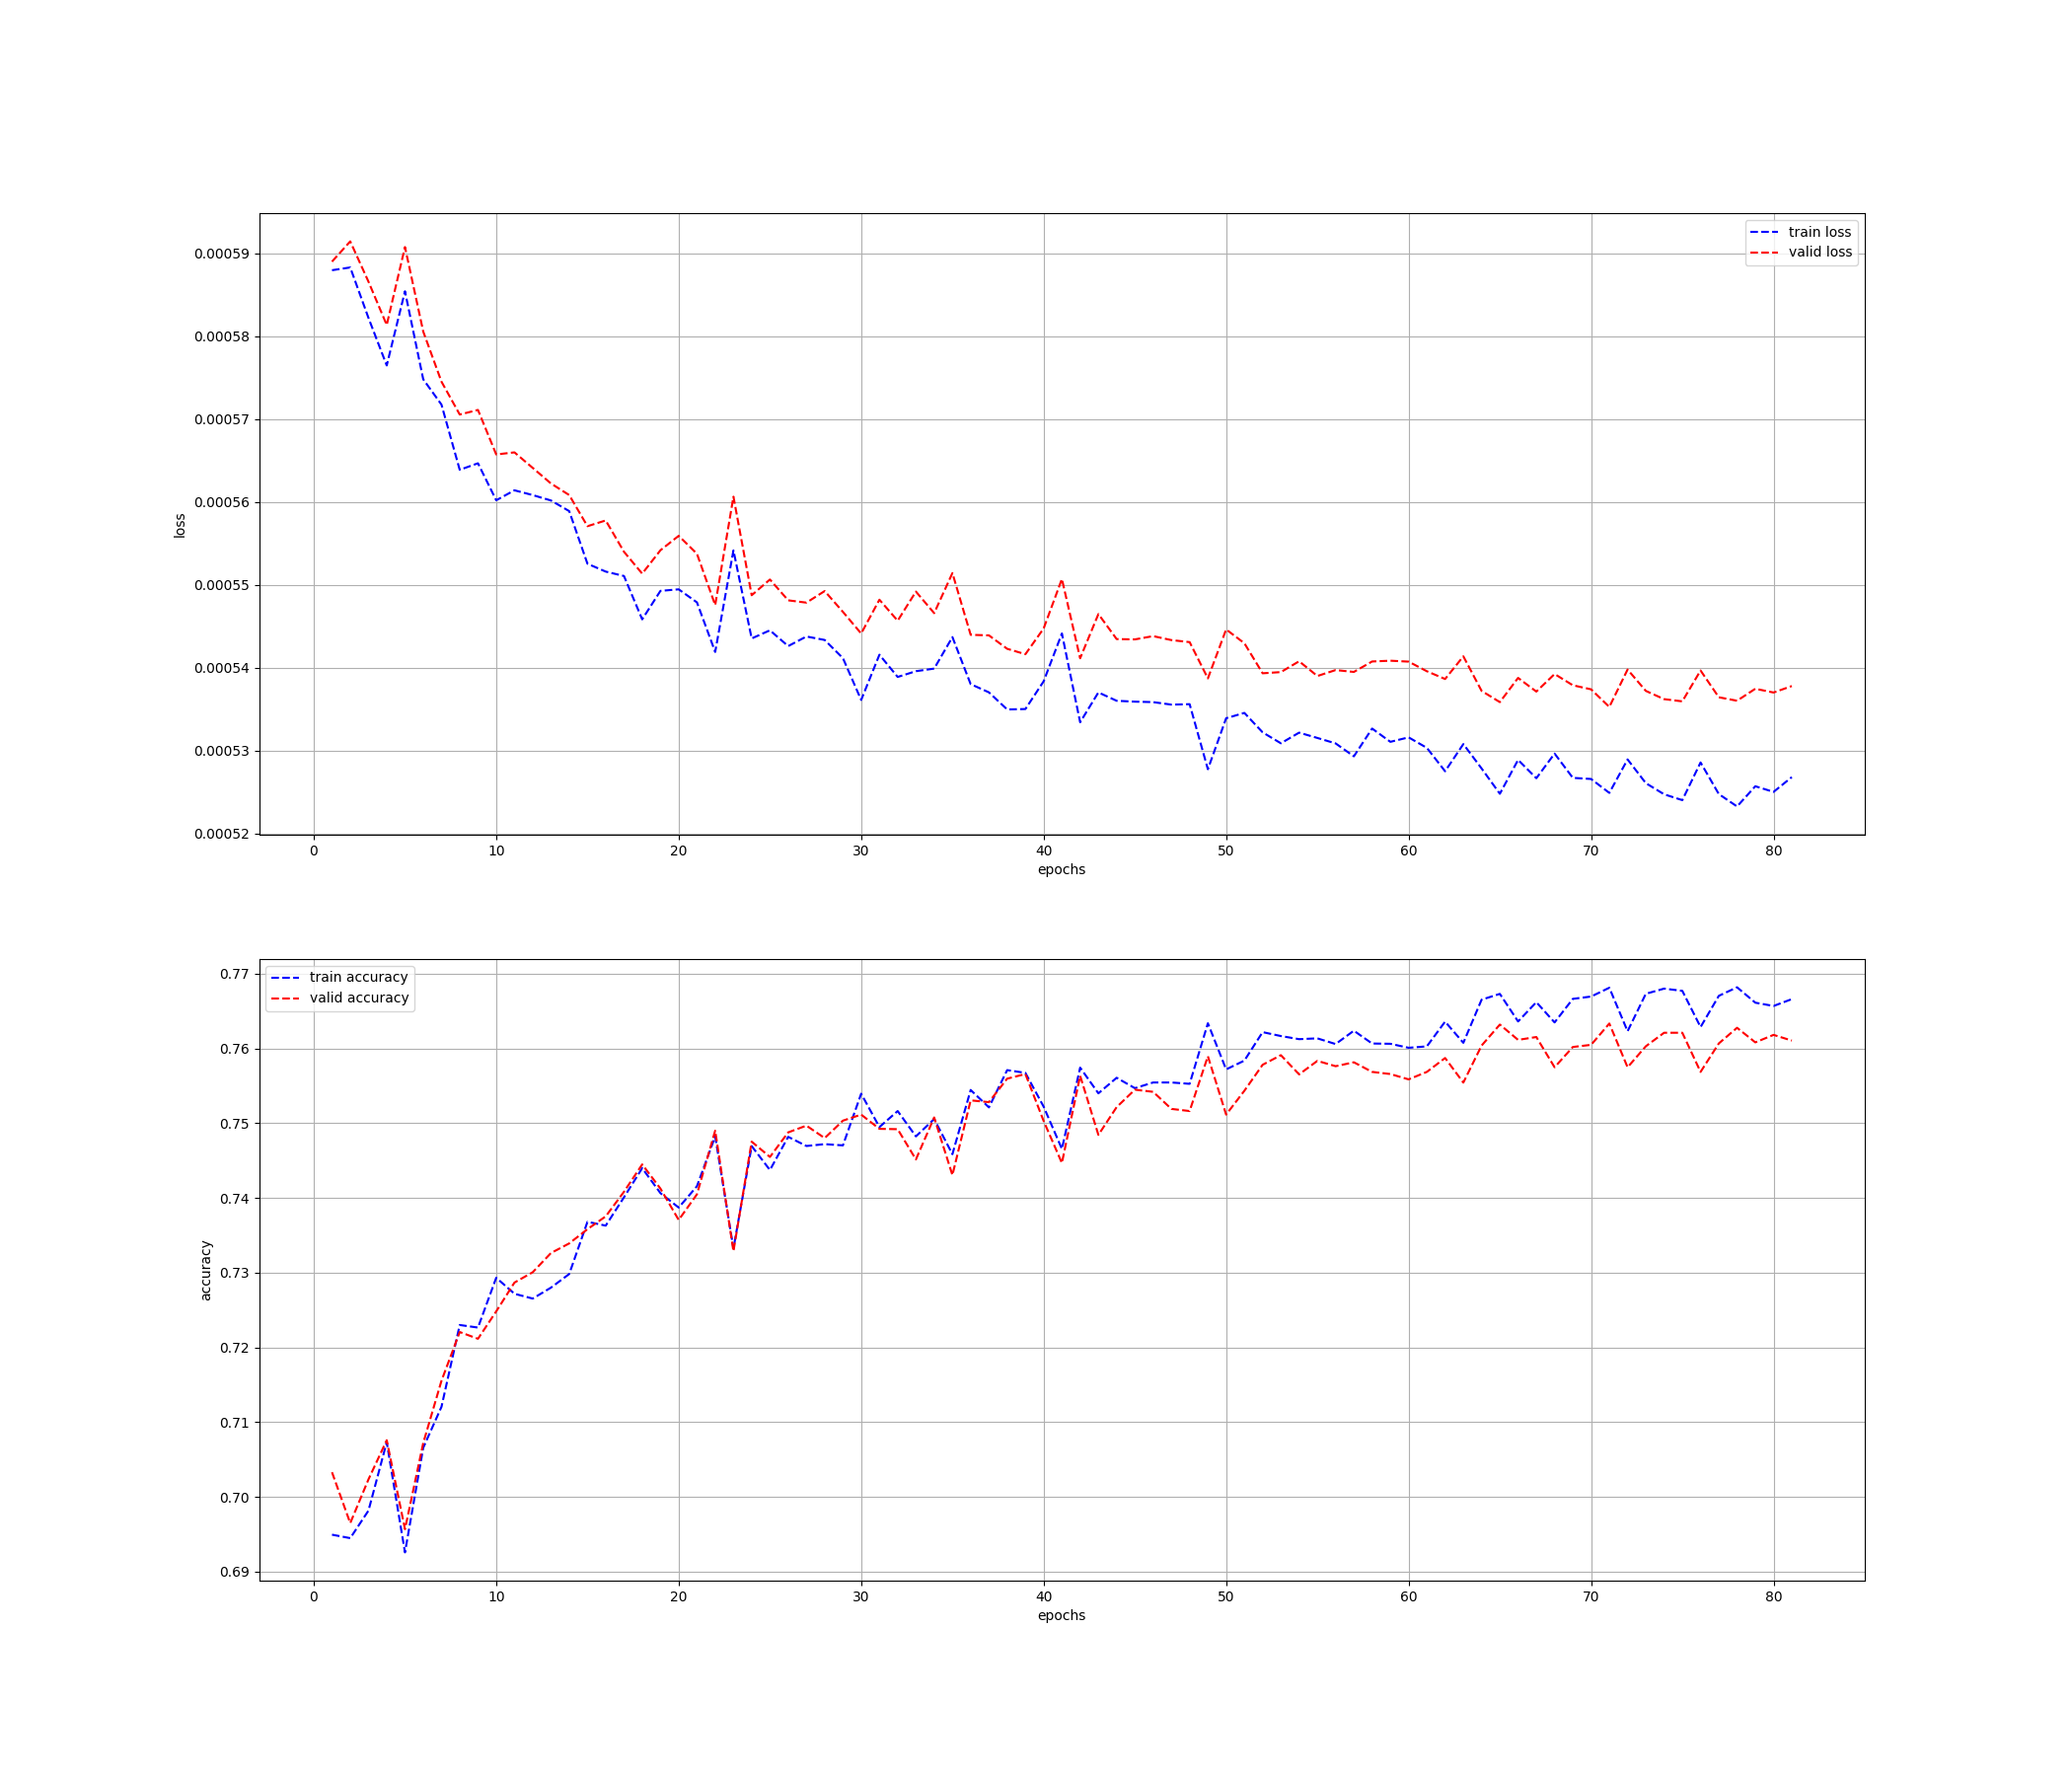 train loss
valid loss
0.00059
0.00058
0.00057
0.00056
0.00055
0.00054
0.00053
0.00052
loss
0 10 20 30 40 50 60 70 80
epochs
train accuracy
valid accuracy
0.77
0.76
0.75
0.74
0.73
0.72
0.71
0.70
0.69
accuracy
0 10 20 30 40 50 60 70 80
epochs